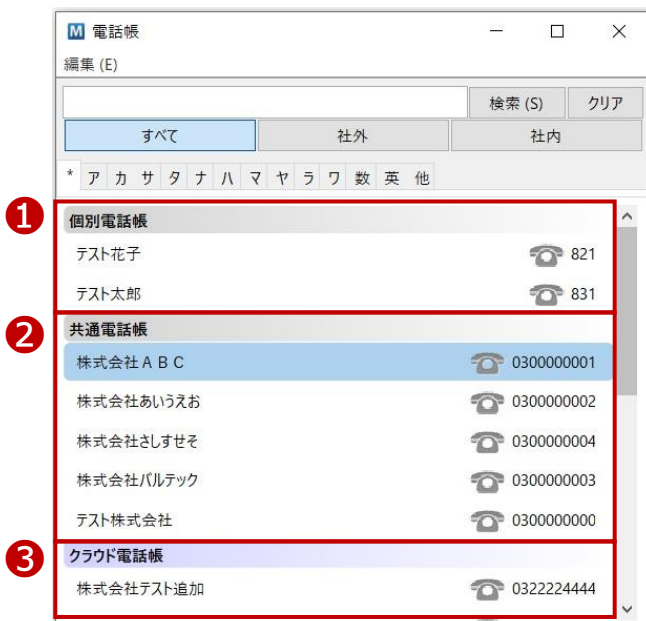 M 電話帳
編集 (E)
検索 (S) クリア
すべて 社外 社内
* ア カ サ タ ナ ハ マ ヤ ラ ワ 数 英 他
1
個別電話帳
テスト花子 821
テスト太郎 831
2
共通電話帳
株式会社ABC 0300000001
株式会社あいうえお 0300000002
株式会社さしすせそ 0300000004
株式会社バルテック 0300000003
テスト株式会社 0300000000
3
クラウド電話帳
株式会社テスト追加 0322224444